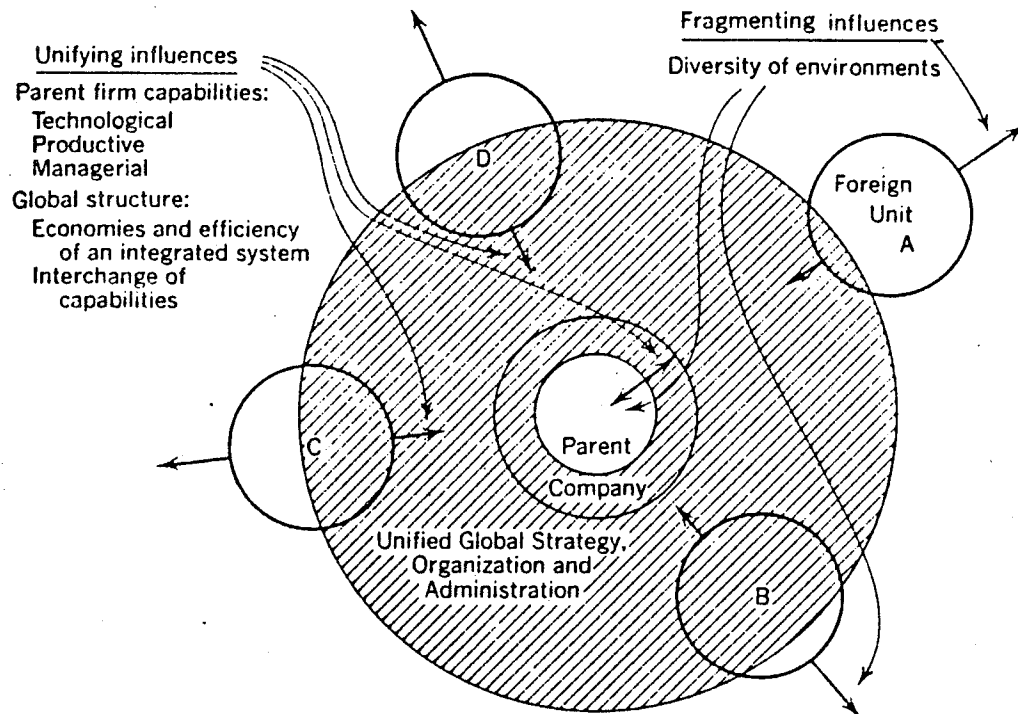 Unifying influences
Parent firm capabilities:
Technological
Productive
Managerial
Global structure:
Economies and efficiency
of an integrated system
Interchange of
capabilities
Fragmenting influences
Diversity of environments
D
Foreign
Unit
A
C
Parent
Company
Unified Global Strategy,
Organization and
Administration
B